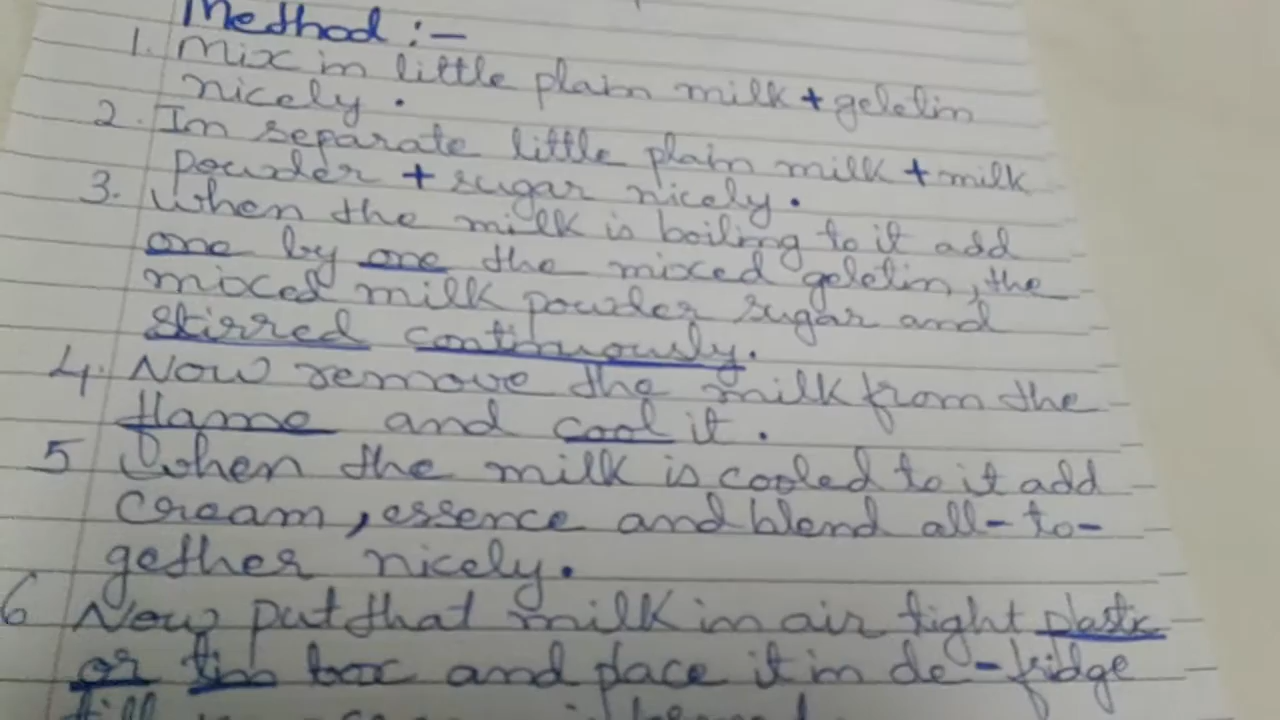 Method :-
1. Mix in little plain milk + geletin
nicely.
2. In separate little plain milk + milk
powder + sugar nicely.
3. When the milk is boiling to it add
one by one the mixed geletin, the
mixed milk powder sugar and
stirred continuously.
4. Now remove the milk from the
flame and cool it.
5 When the milk is cooled to it add
cream, essence and blend all-to-
gether nicely.
6 Now put that milk in air tight plastic
or tin box and place it in de-fidge
till